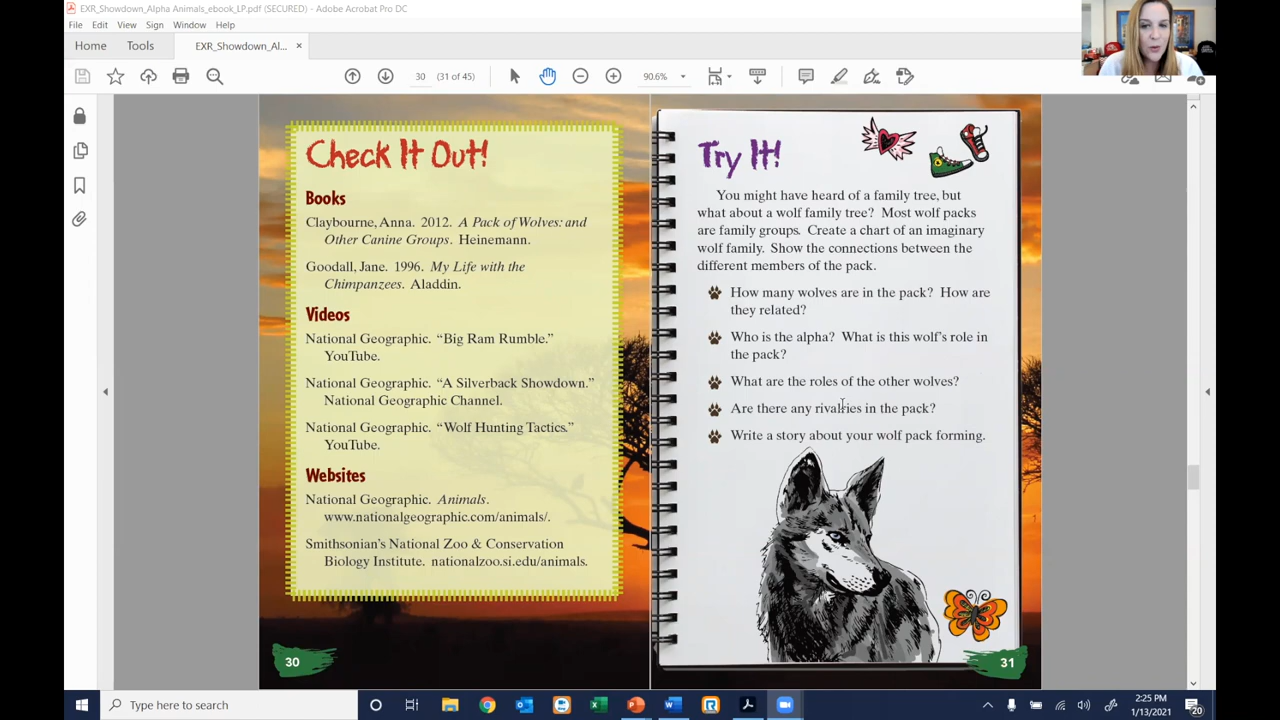 EXR_Showdown_Alpha Animals_ebook_LP.pdf (SECURED) - Adobe Acrobat Pro DC
File Edit View Sign Window Help
Home Tools EXR_Showdown_Al... ×
30 (31 of 45) 90.6%
Check It Out!
Books
Claybourne, Anna. 2012. A Pack of Wolves: and
Other Canine Groups. Heinemann.
Goodall, Jane. 1996. My Life with the
Chimpanzees. Aladdin.
Videos
National Geographic. “Big Ram Rumble.”
YouTube.
National Geographic. “A Silverback Showdown.”
National Geographic Channel.
National Geographic. “Wolf Hunting Tactics.”
YouTube.
Websites
National Geographic. Animals.
www.nationalgeographic.com/animals/.
Smithsonian’s National Zoo & Conservation
Biology Institute. nationalzoo.si.edu/animals.
30
Try It!
You might have heard of a family tree, but
what about a wolf family tree? Most wolf packs
are family groups. Create a chart of an imaginary
wolf family. Show the connections between the
different members of the pack.
How many wolves are in the pack? How are
they related?
Who is the alpha? What is this wolf’s role in
the pack?
What are the roles of the other wolves?
Are there any rivalries in the pack?
Write a story about your wolf pack forming.
31
Type here to search
2:25 PM
1/13/2021
20